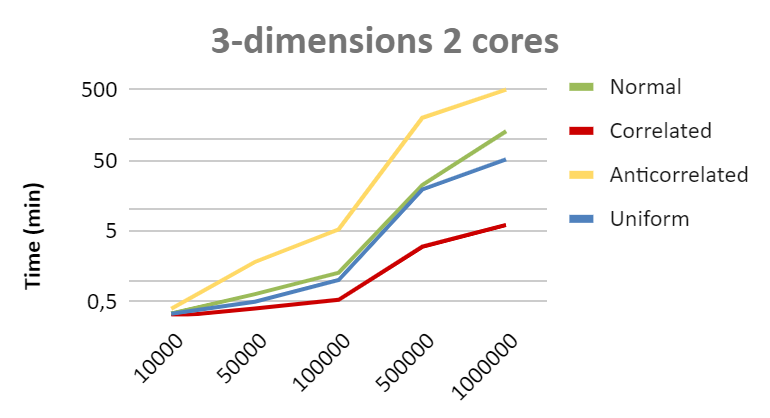 3-dimensions 2 cores
500
50
5
0,5
Time (min)
10000
50000
100000
500000
1000000
Normal
Correlated
Anticorrelated
Uniform